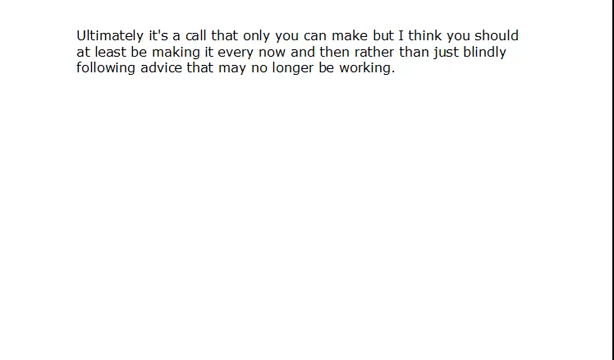 Ultimately it's a call that only you can make but I think you should
at least be making it every now and then rather than just blindly
following advice that may no longer be working.